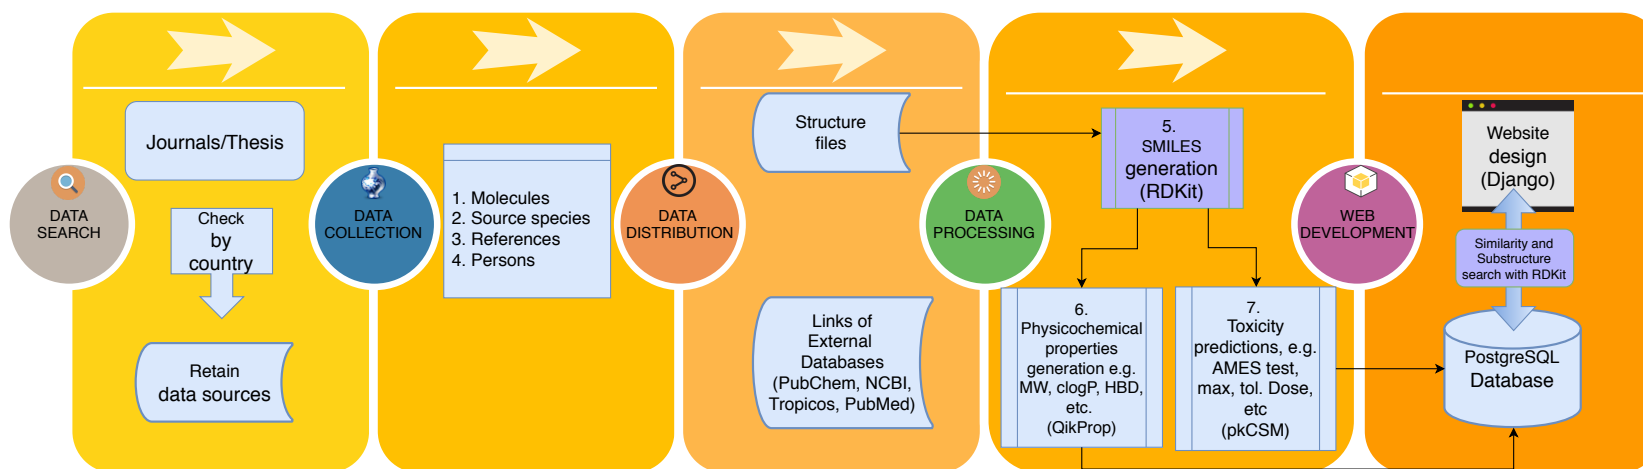 DATA
SEARCH
Journals/Thesis
Check
by
country
Retain
data sources
DATA
COLLECTION
1. Molecules
2. Source species
3. References
4. Persons
DATA
DISTRIBUTION
Structure
files
Links of
External
Databases
(PubChem, NCBI,
Tropicos, PubMed)
DATA
PROCESSING
5.
SMILES
generation
(RDKit)
6.
Physicochemical
properties
generation e.g.
MW, clogP, HBD,
etc.
(QikProp)
7.
Toxicity
predictions, e.g.
AMES test,
max, tol. Dose,
etc
(pkCSM)
WEB
DEVELOPMENT
Website
design
(Django)
Similarity and
Substructure
search with RDKit
PostgreSQL
Database